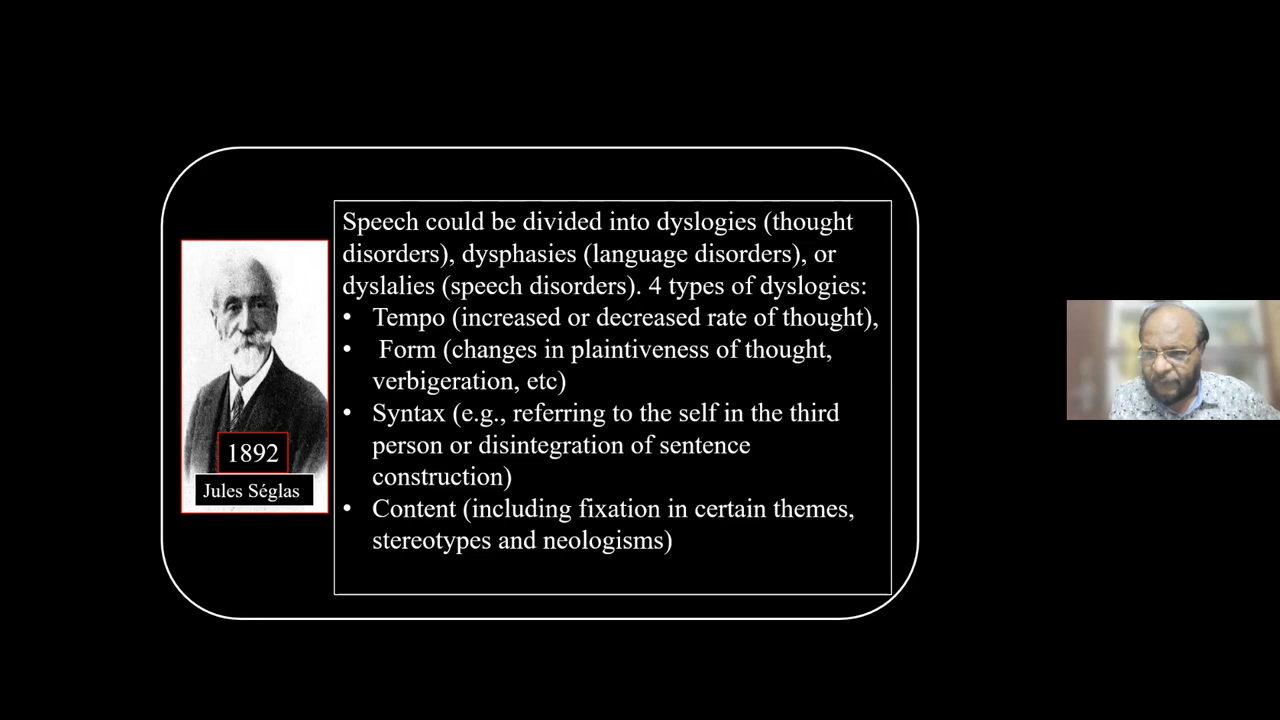 Speech could be divided into dyslogies (thought
disorders), dysphasies (language disorders), or
dyslalies (speech disorders). 4 types of dyslogies:
• Tempo (increased or decreased rate of thought),
• Form (changes in plaintiveness of thought,
verbigeration, etc)
• Syntax (e.g., referring to the self in the third
person or disintegration of sentence
construction)
• Content (including fixation in certain themes,
stereotypes and neologisms)
1892
Jules Séglas